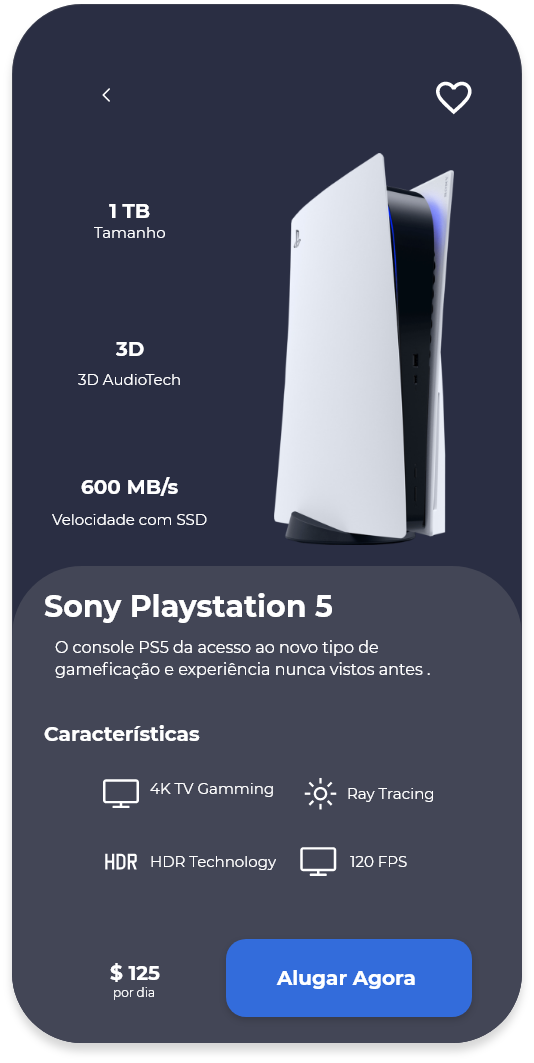 1 TB
Tamanho
3D
3D AudioTech
600 MB/s
Velocidade com SSD
Sony Playstation 5
O console PS5 da acesso ao novo tipo de
gameficação e experiência nunca vistos antes .
Características
4K TV Gamming
Ray Tracing
HDR HDR Technology
120 FPS
$ 125
por dia
Alugar Agora